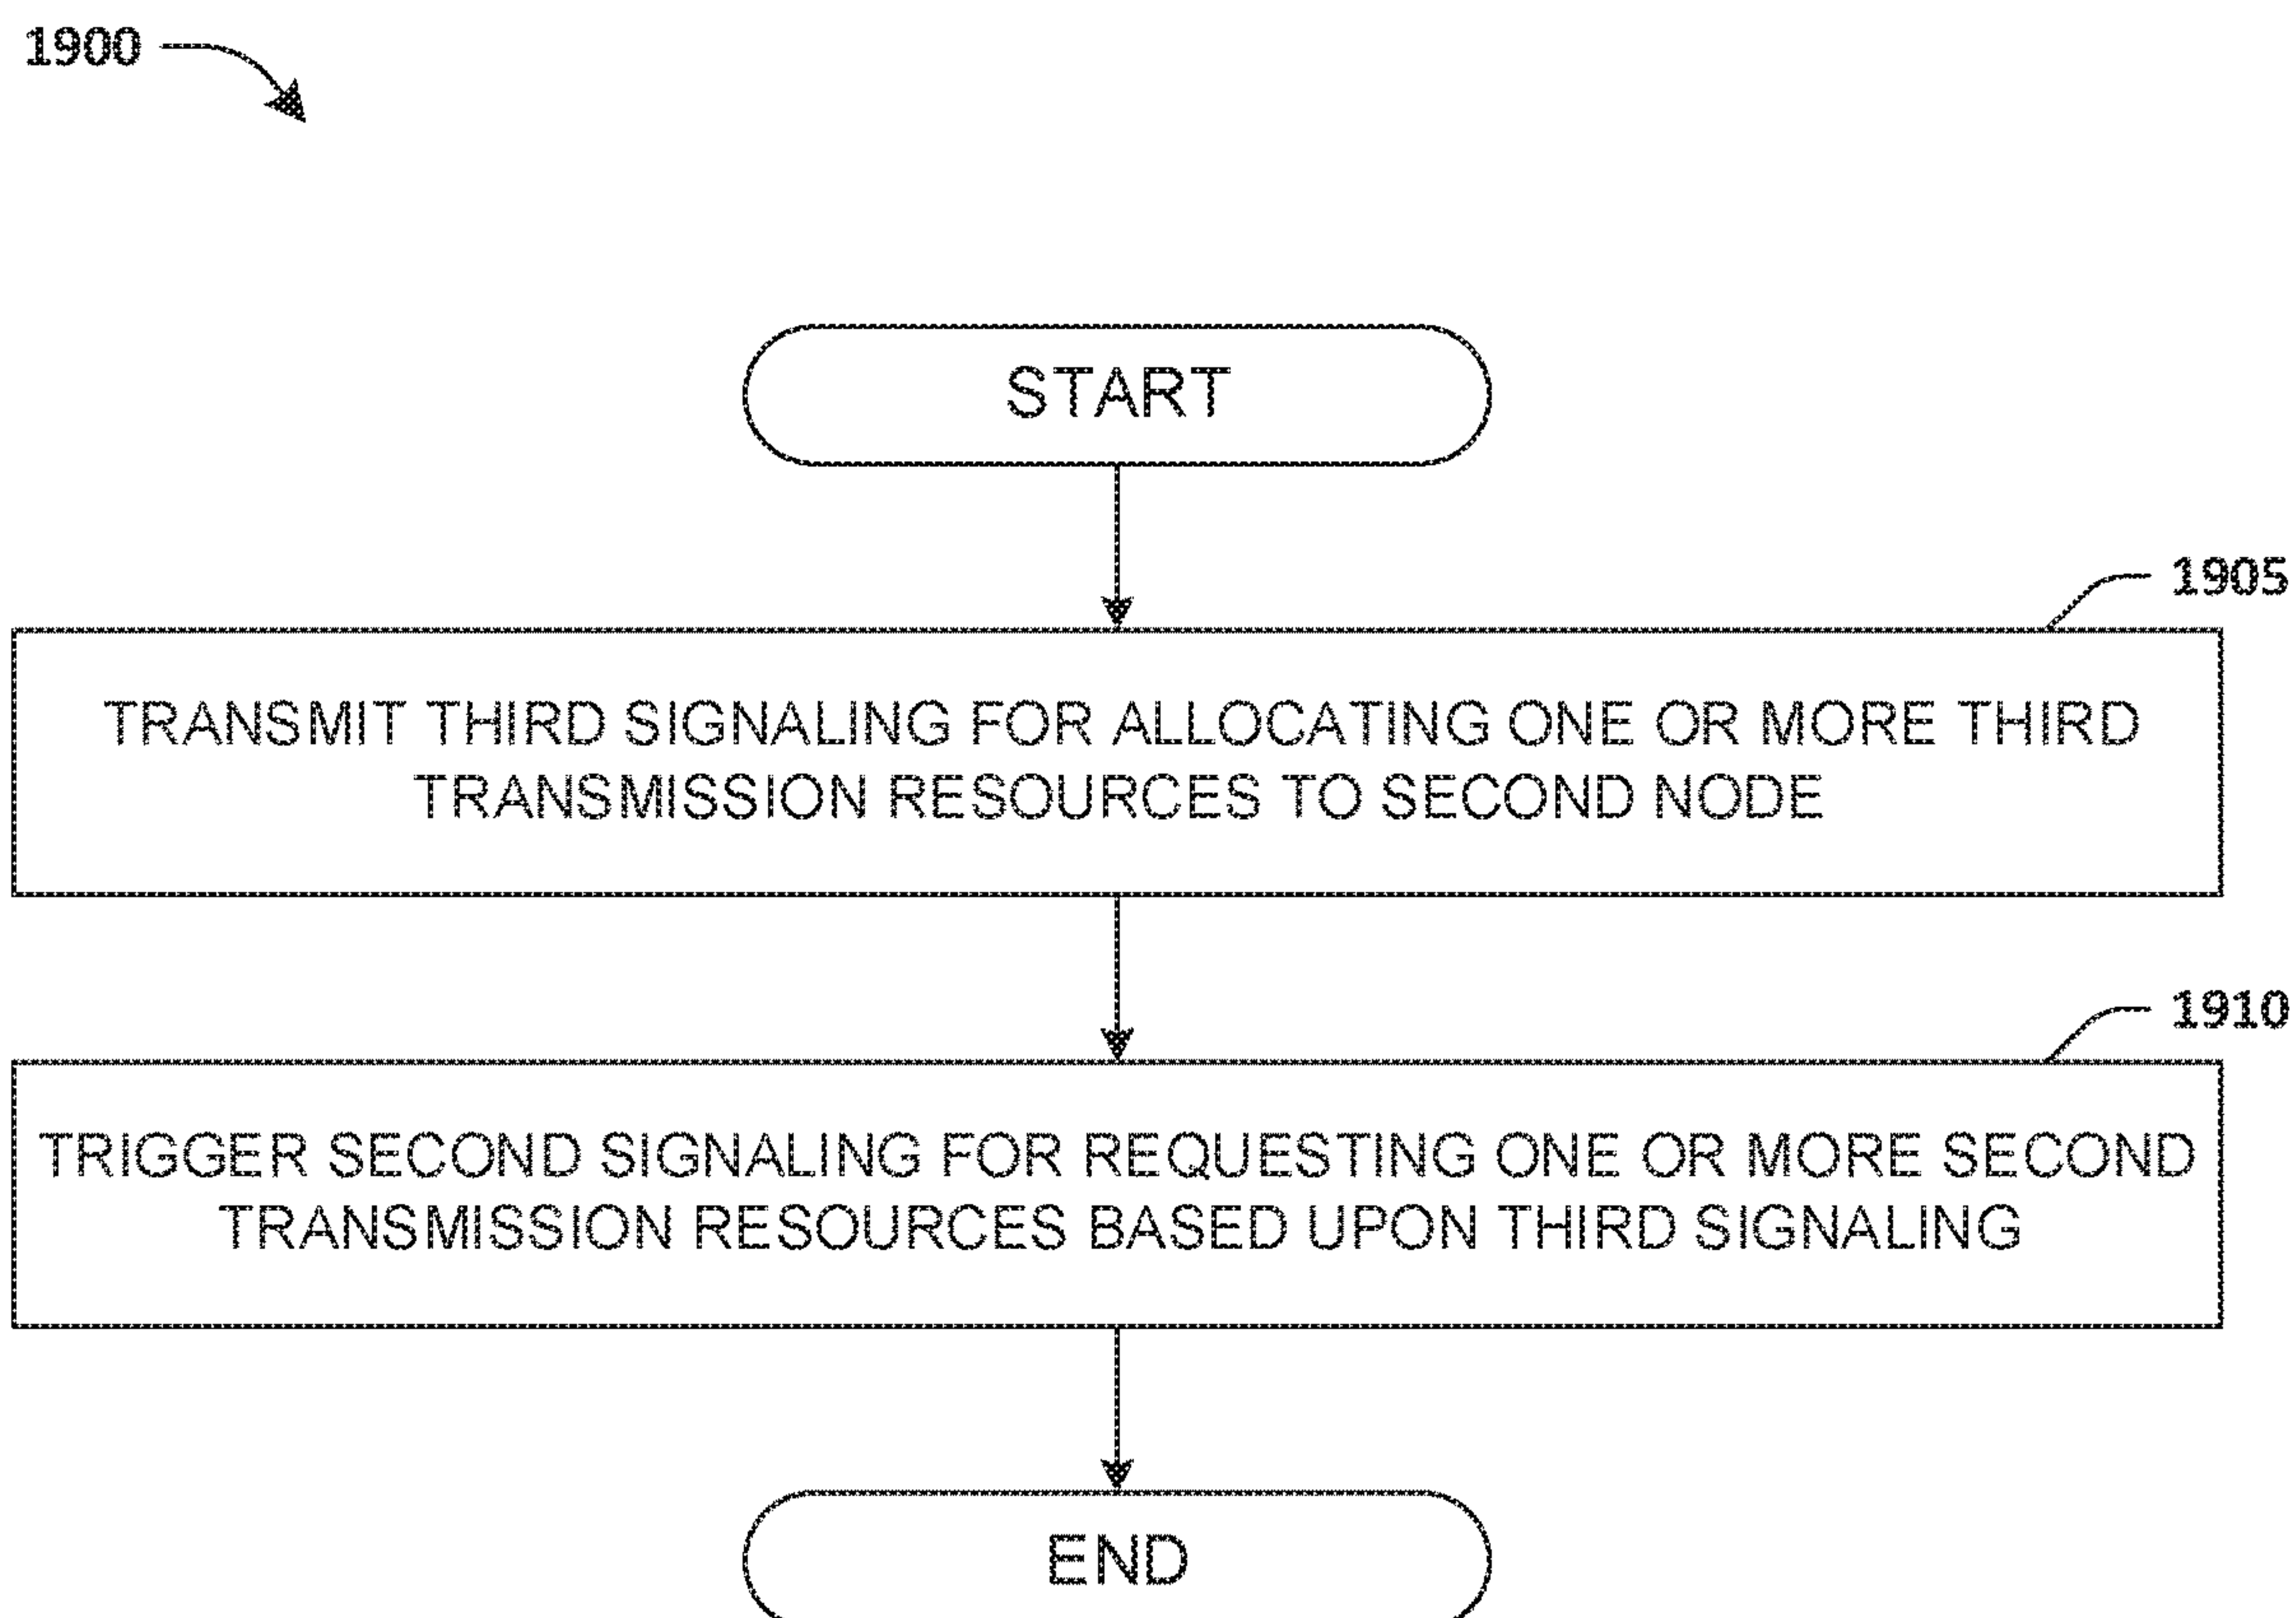 1900
START
1905
TRANSMIT THIRD SIGNALING FOR ALLOCATING ONE OR MORE THIRD
TRANSMISSION RESOURCES TO SECOND NODE
1910
TRIGGER SECOND SIGNALING FOR REQUESTING ONE OR MORE SECOND
TRANSMISSION RESOURCES BASED UPON THIRD SIGNALING
END